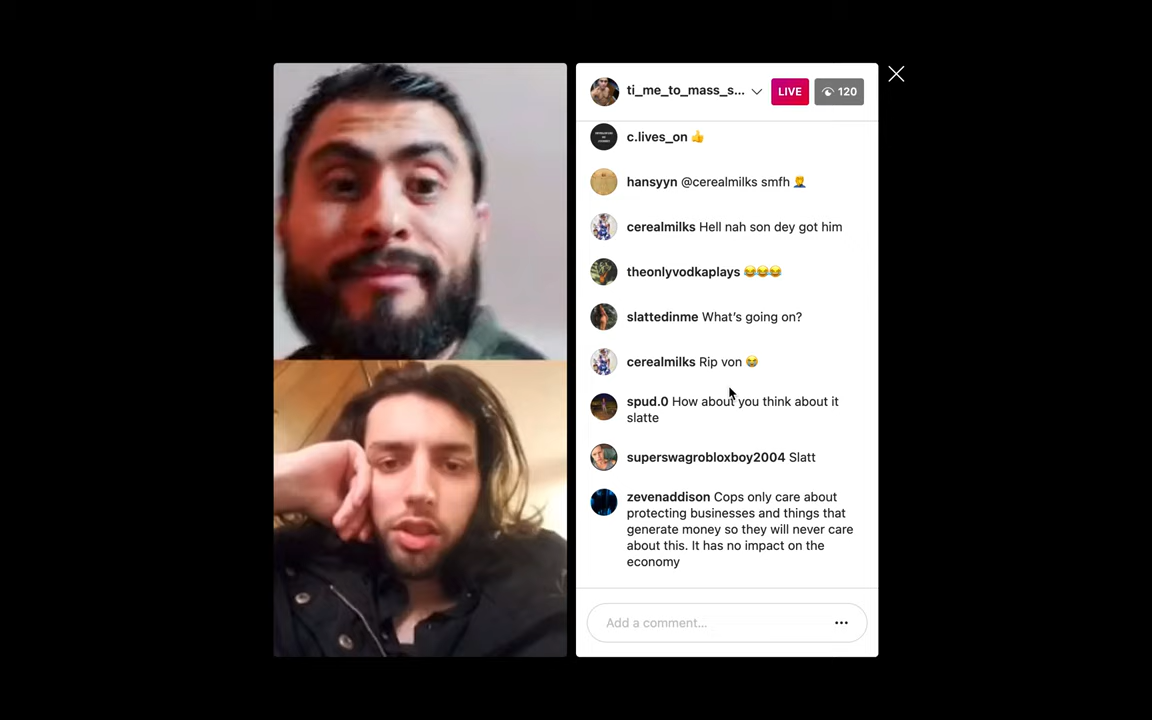 ti_me_to_mass_s...
LIVE
120
c.lives_on 👍
hansyyn @cerealmilks smfh 🤦‍♂️
cerealmilks Hell nah son dey got him
theonlyvodkaplays 😂😂😂
slattedinme What's going on?
cerealmilks Rip von 😂
spud.0 How about you think about it
slatte
superswagrobloxboy2004 Slatt
zevenaddison Cops only care about
protecting businesses and things that
generate money so they will never care
about this. It has no impact on the
economy
Add a comment...